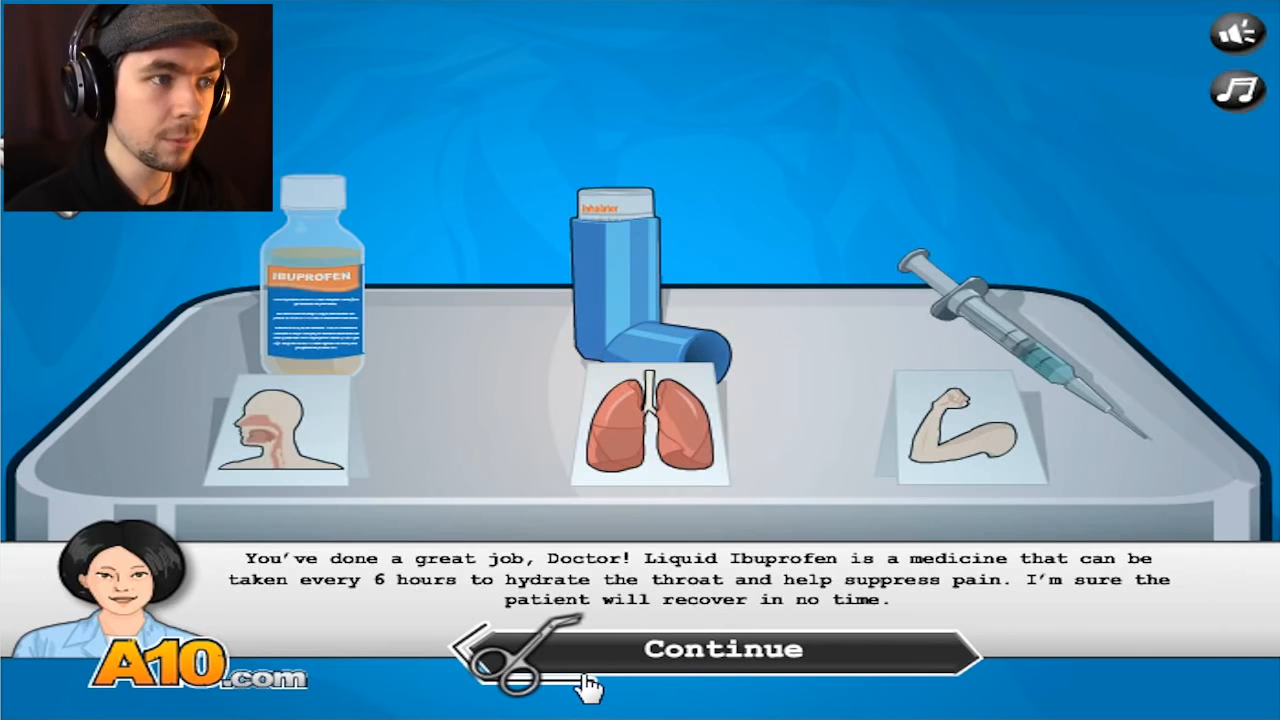 Inhalater
IBUPROFEN
You've done a great job, Doctor! Liquid Ibuprofen is a medicine that can be
taken every 6 hours to hydrate the throat and help suppress pain. I'm sure the
patient will recover in no time.
Continue
A10.com